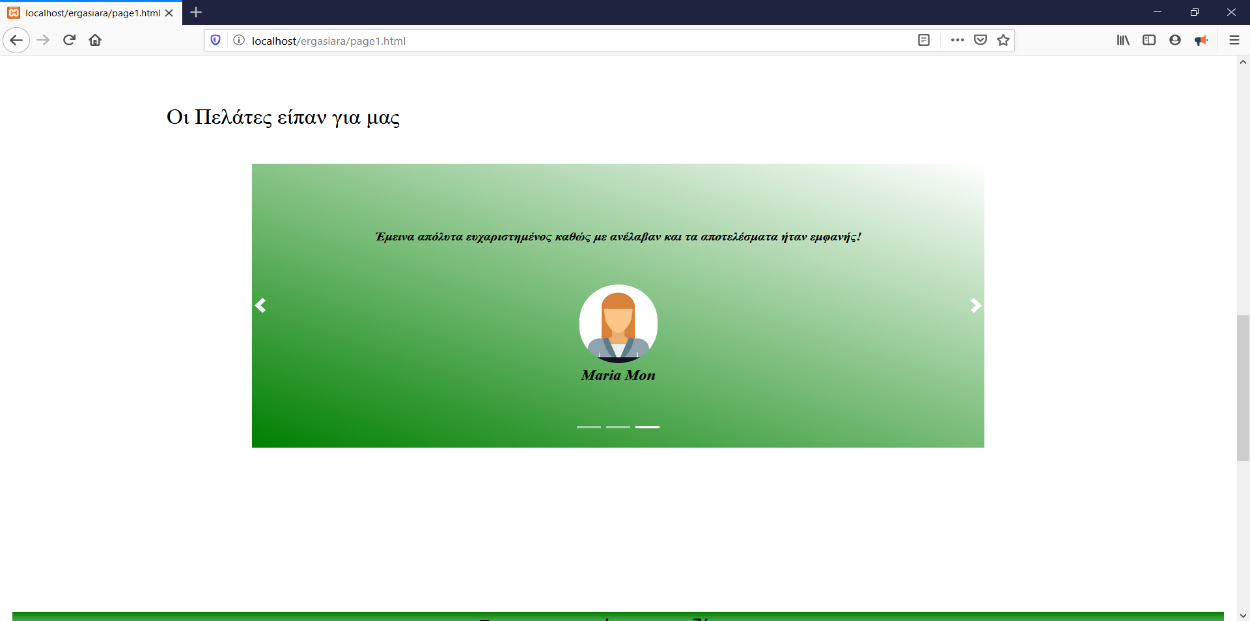 localhost/ergasiara/page1.html
localhost/ergasiara/page1.html
Οι Πελάτες είπαν για μας
Έμεινα απόλυτα ευχαριστημένος καθώς με ανέλαβαν και τα αποτελέσματα ήταν εμφανής!
Maria Mon